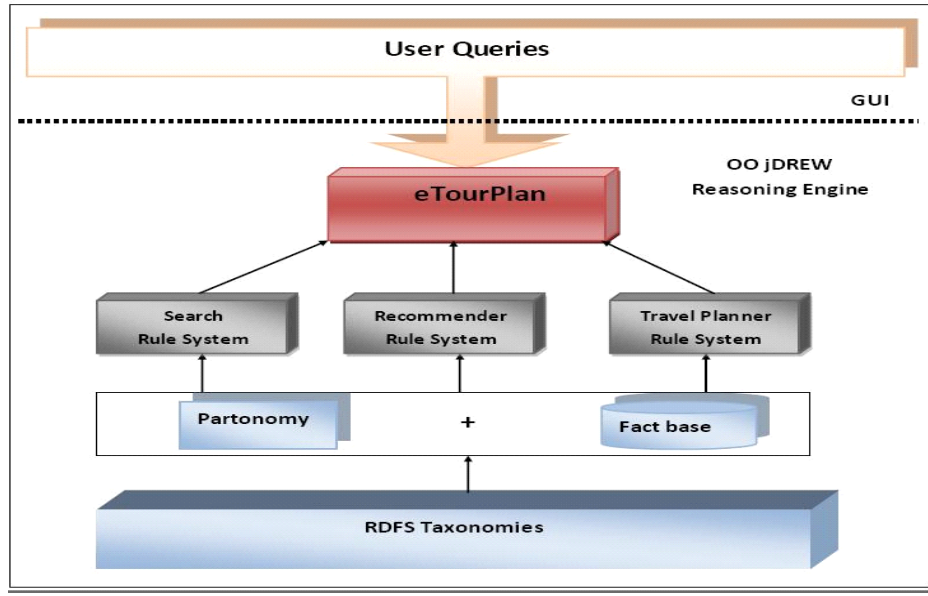 User Queries
GUI
OO jDREW
Reasoning Engine
eTourPlan
Search
Rule System
Recommender
Rule System
Travel Planner
Rule System
Partonomy
+
Fact base
RDFS Taxonomies